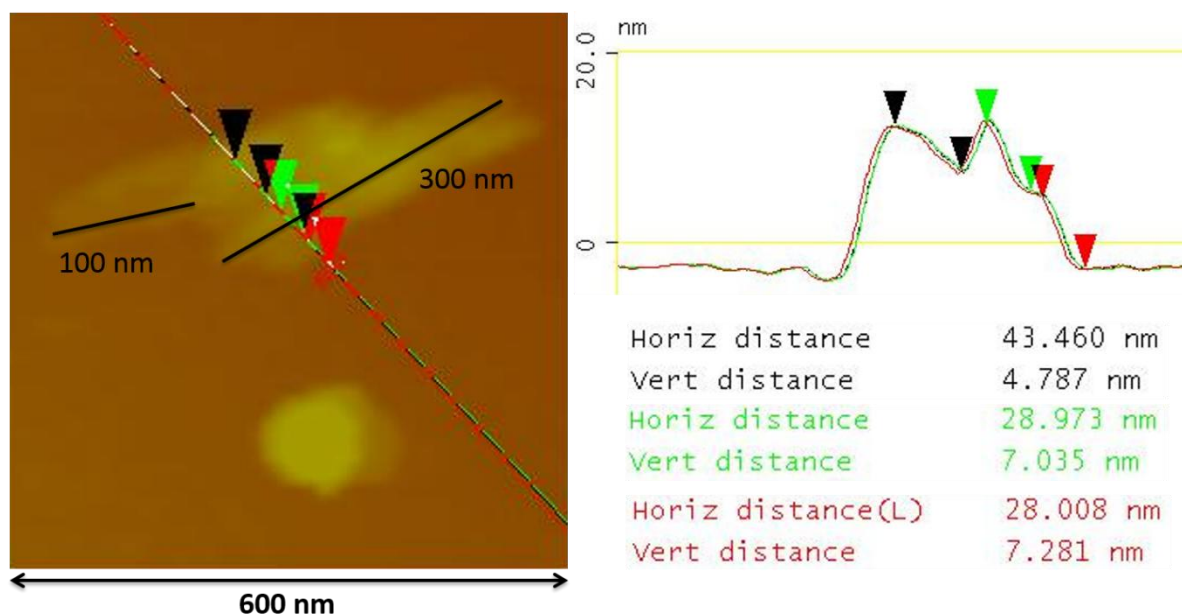 300 nm
100 nm
600 nm
nm
20.0
0
Horiz distance 43.460 nm
Vert distance 4.787 nm
Horiz distance 28.973 nm
Vert distance 7.035 nm
Horiz distance(L) 28.008 nm
Vert distance 7.281 nm